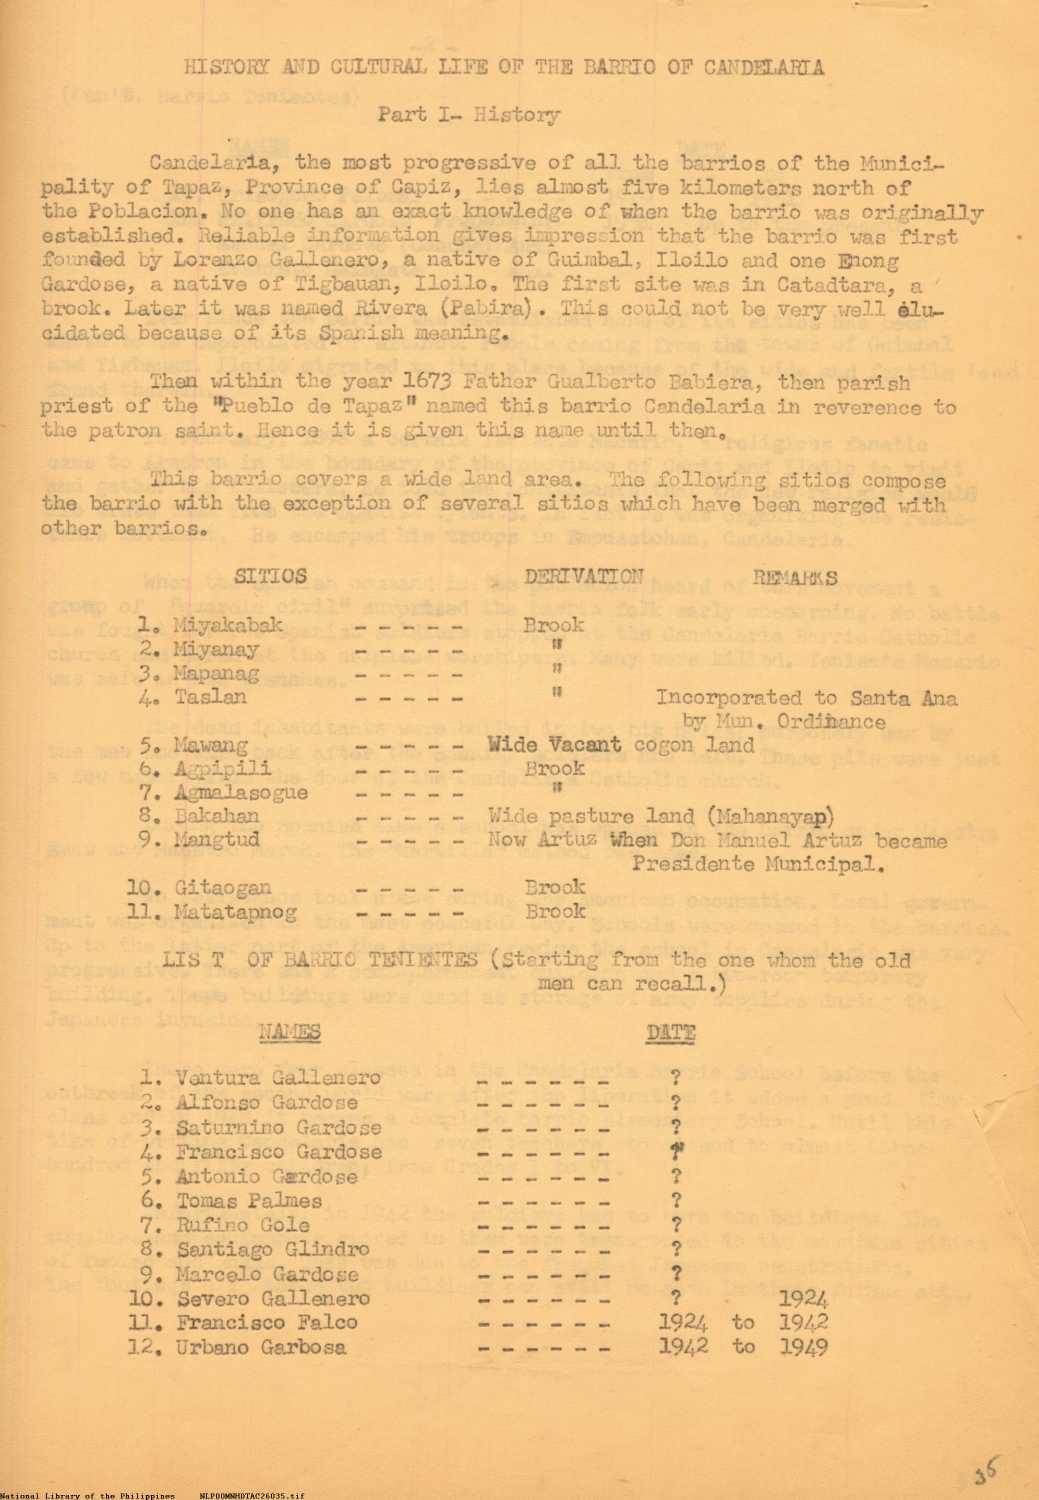 HISTORY AND CULTURAL LIFE OF THE BARRIO OF CANDELARIA
Part I- History
Candelaria, the most progressive of all the barrios of the Munici-
pality of Tapaz, Province of Capiz, lies almost five kilometers north of
the Poblacion. No one has an exact knowledge of when the barrio was originally
established. Reliable information gives impression that the barrio was first
founded by Lorenzo Gallenero, a native of Guimbal, Iloilo and one Enong
Gardose, a native of Tigbauan, Iloilo. The first site was in Catadtara, a
brook. Later it was named Rivera (Pabira). This could not be very well elu-
cidated because of its Spanish meaning.
Then within the year 1673 Father Gualberto Babiera, then parish
priest of the "Pueblo de Tapaz" named this barrio Candelaria in reverence to
the patron saint. Hence it is given this name until then.
This barrio covers a wide land area. The following sitios compose
the barrio with the exception of several sitios which have been merged with
other barrios.
SITIOS DERIVATION REMARKS
1. Miyakabak - - - - - Brook
2. Miyanay - - - - - "
3. Mapanag - - - - - "
4. Taslan - - - - - " Incorporated to Santa Ana
by Mun. Ordinance
5. Mawang - - - - - Wide Vacant cogon land
6. Agpipili - - - - - Brook
7. Agmalasogue - - - - - "
8. Bakahan - - - - - Wide pasture land (Mahanayap)
9. Mangtud - - - - - Now Artuz When Don Manuel Artuz became
Presidente Municipal.
10. Gitaogan - - - - - Brook
11. Matatapnog - - - - - Brook
LIS T OF BARRIO TENIENTES (Starting from the one whom the old
men can recall.)
NAMES DATE
1. Ventura Gallenero - - - - - - ?
2. Alfonso Gardose - - - - - - ?
3. Saturnino Gardose - - - - - - ?
4. Francisco Gardose - - - - - - ?
5. Antonio Gardose - - - - - - ?
6. Tomas Palmes - - - - - - ?
7. Rufino Gole - - - - - - ?
8. Santiago Glindro - - - - - - ?
9. Marcelo Gardose - - - - - - ?
10. Severo Gallenero - - - - - - ? 1924
11. Francisco Falco - - - - - - 1924 to 1942
12. Urbano Garbosa - - - - - - 1942 to 1949
36
National Library of the Philippines NLPOOMNHDTAC26035.tif